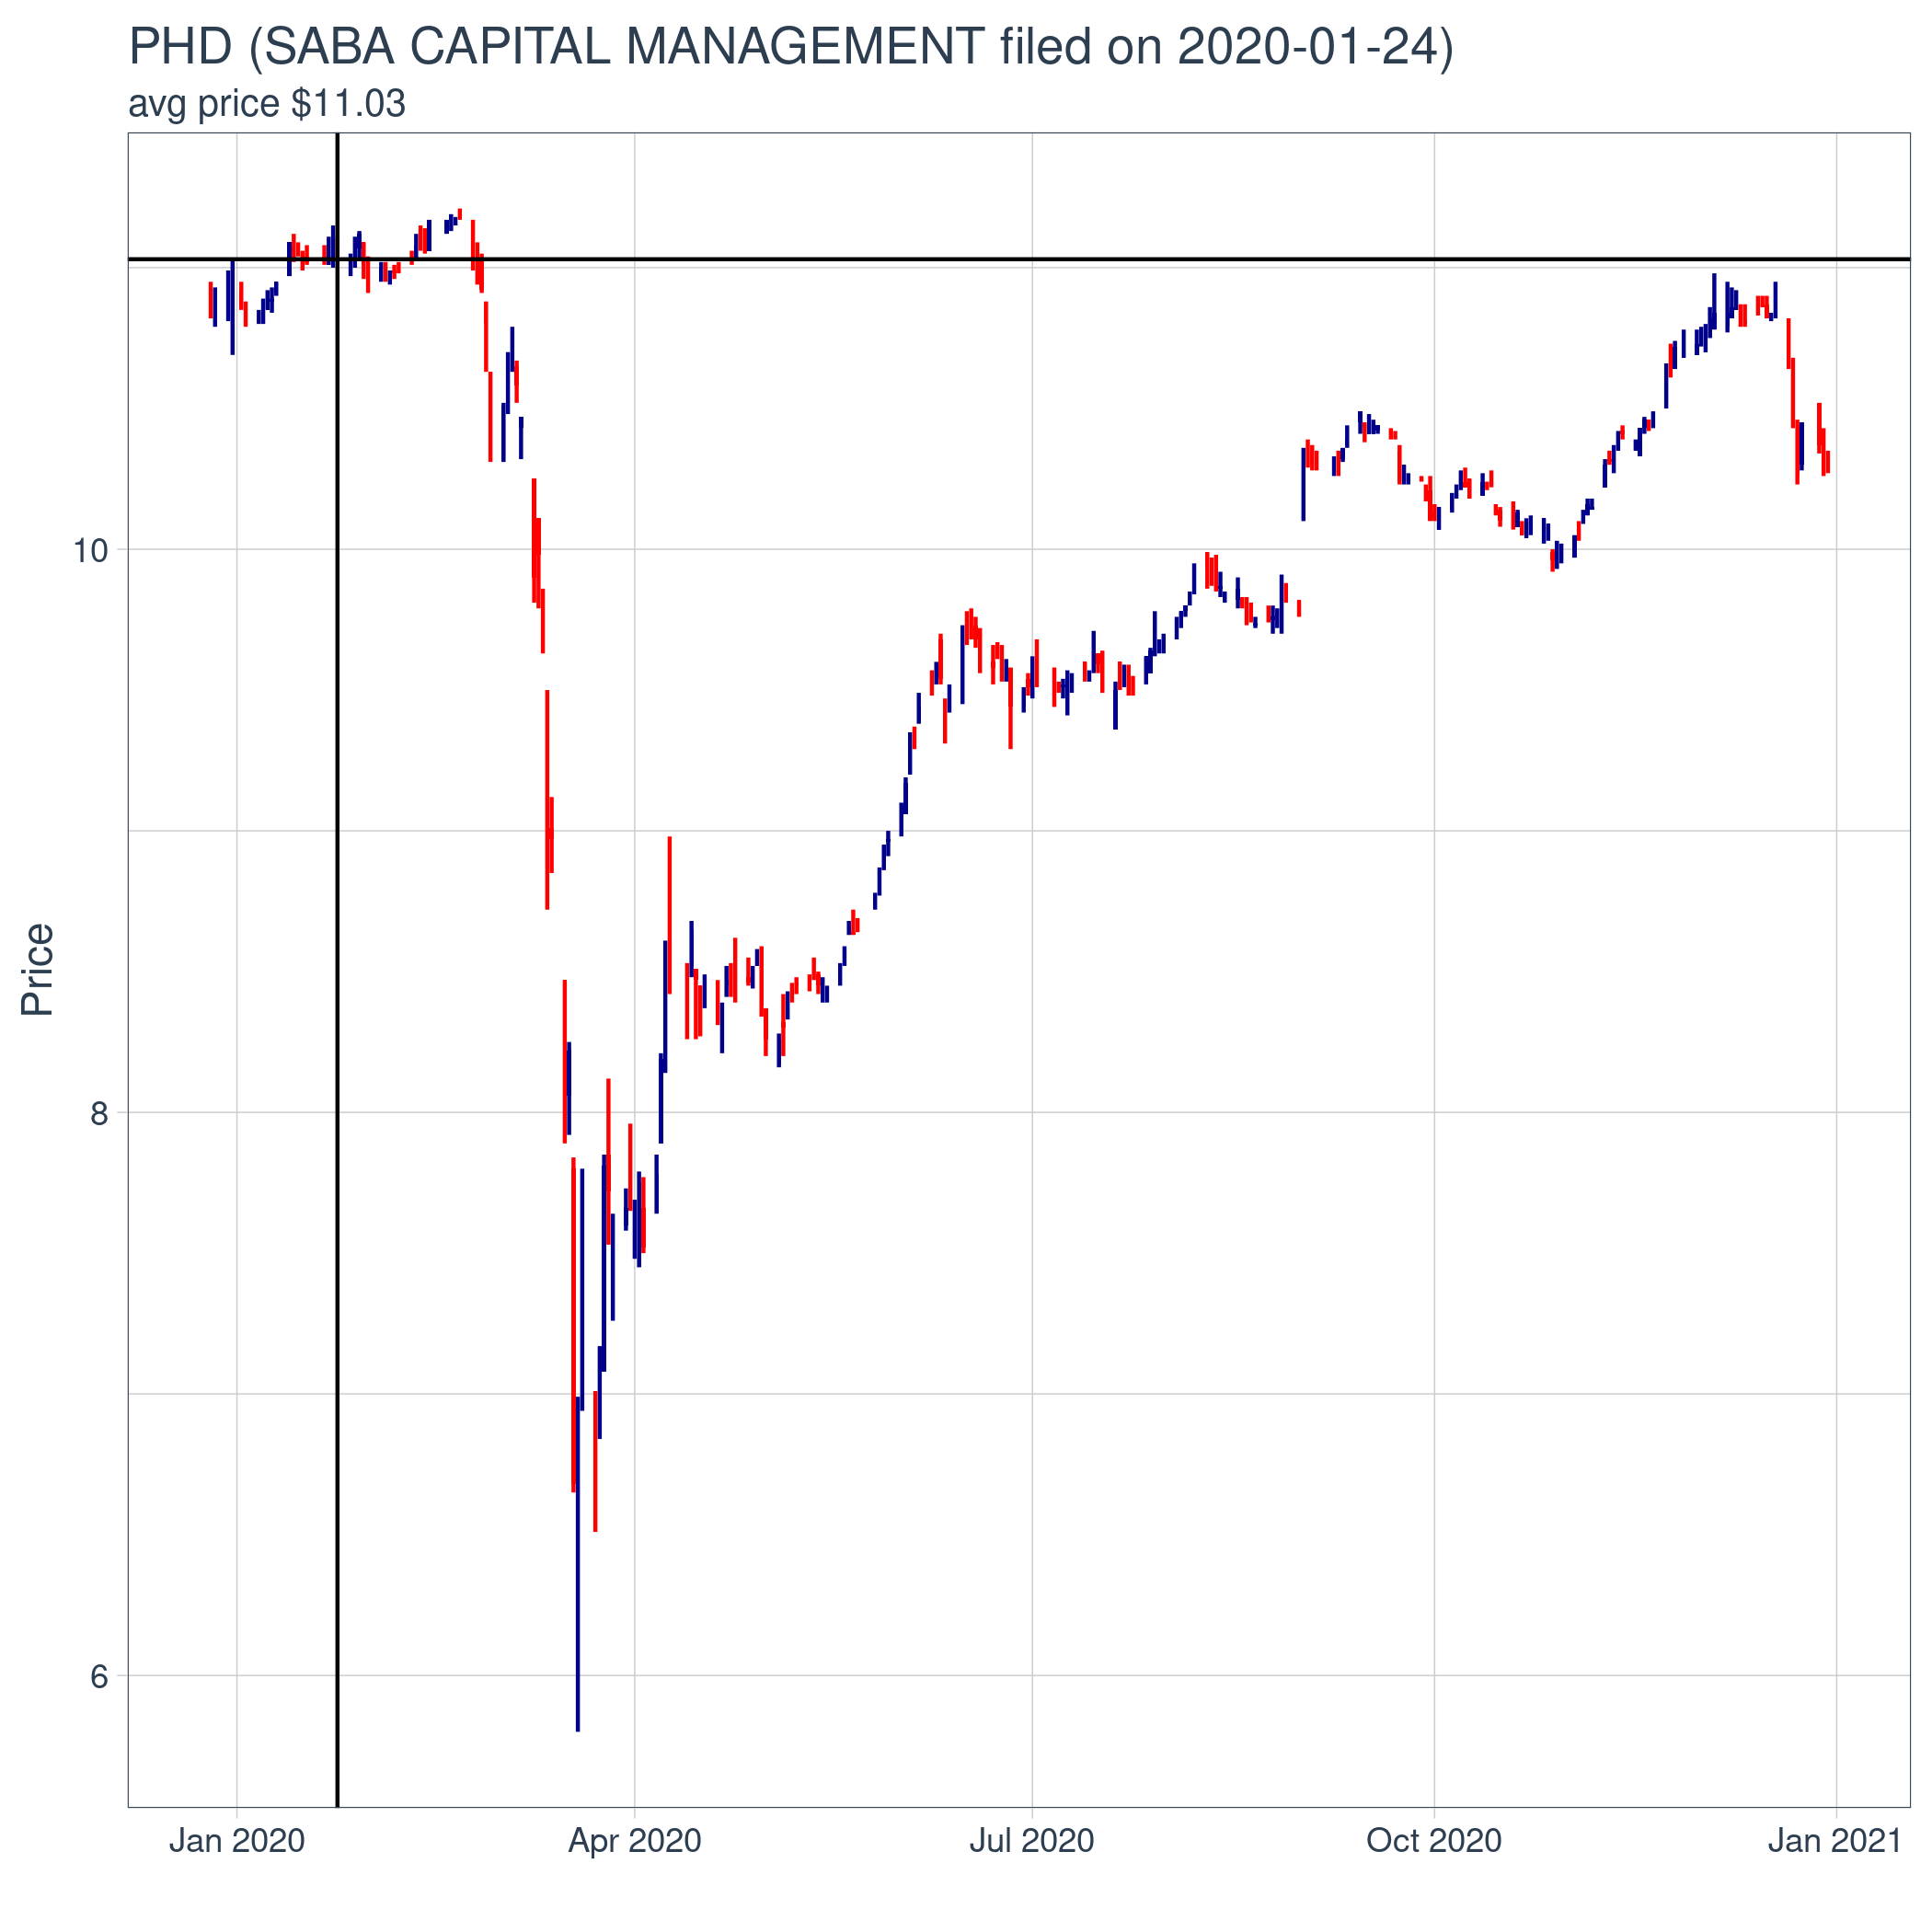 PHD (SABA CAPITAL MANAGEMENT filed on 2020-01-24)
avg price $11.03
Price
10
8
6
Jan 2020
Apr 2020
Jul 2020
Oct 2020
Jan 2021